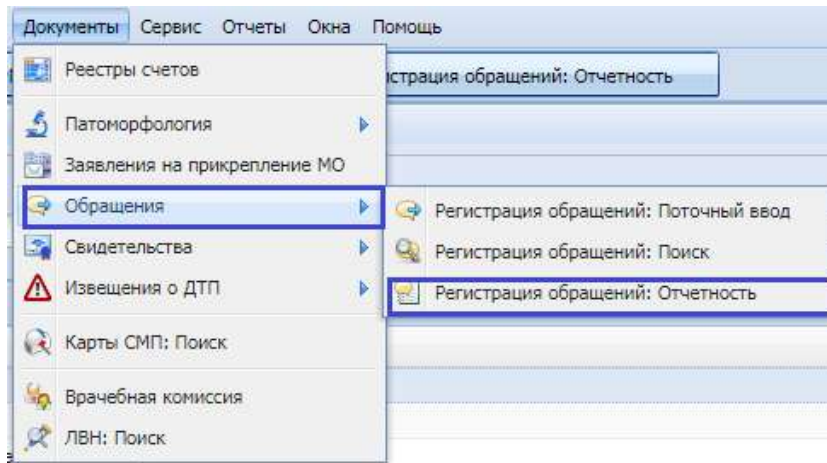 Документы Сервис Отчеты Окна Помощь
Реестры счетов
страция обращений: Отчетность
Патоморфология
Заявления на прикрепление МО
Обращения
Регистрация обращений: Поточный ввод
Свидетельства
Регистрация обращений: Поиск
Извещения о ДТП
Регистрация обращений: Отчетность
Карты СМП: Поиск
Врачебная комиссия
ЛВН: Поиск